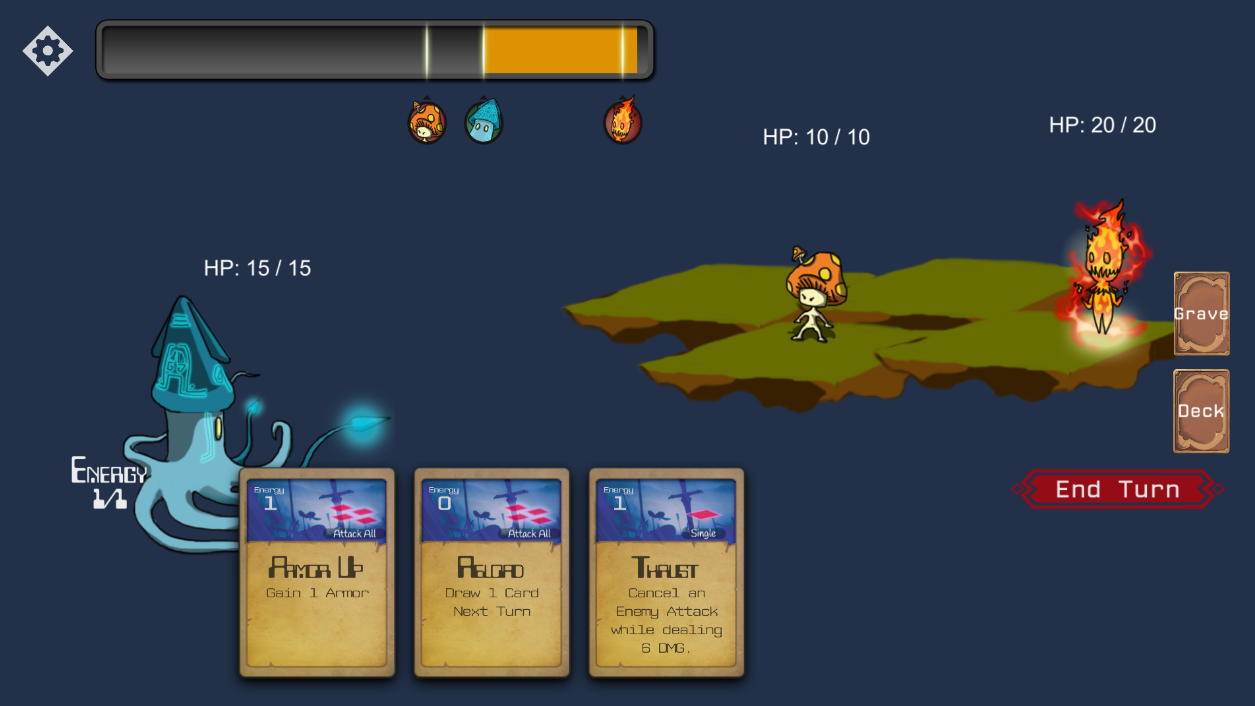 HP: 10 / 10
HP: 20 / 20
HP: 15 / 15
Grave
Deck
Energy
1/1
End Turn
Energy
1
Attack All
Armor Up
Gain 1 Armor
Energy
0
Attack All
Reload
Draw 1 Card
Next Turn
Energy
1
Single
Thrust
Cancel an
Enemy Attack
while dealing
6 DMG.